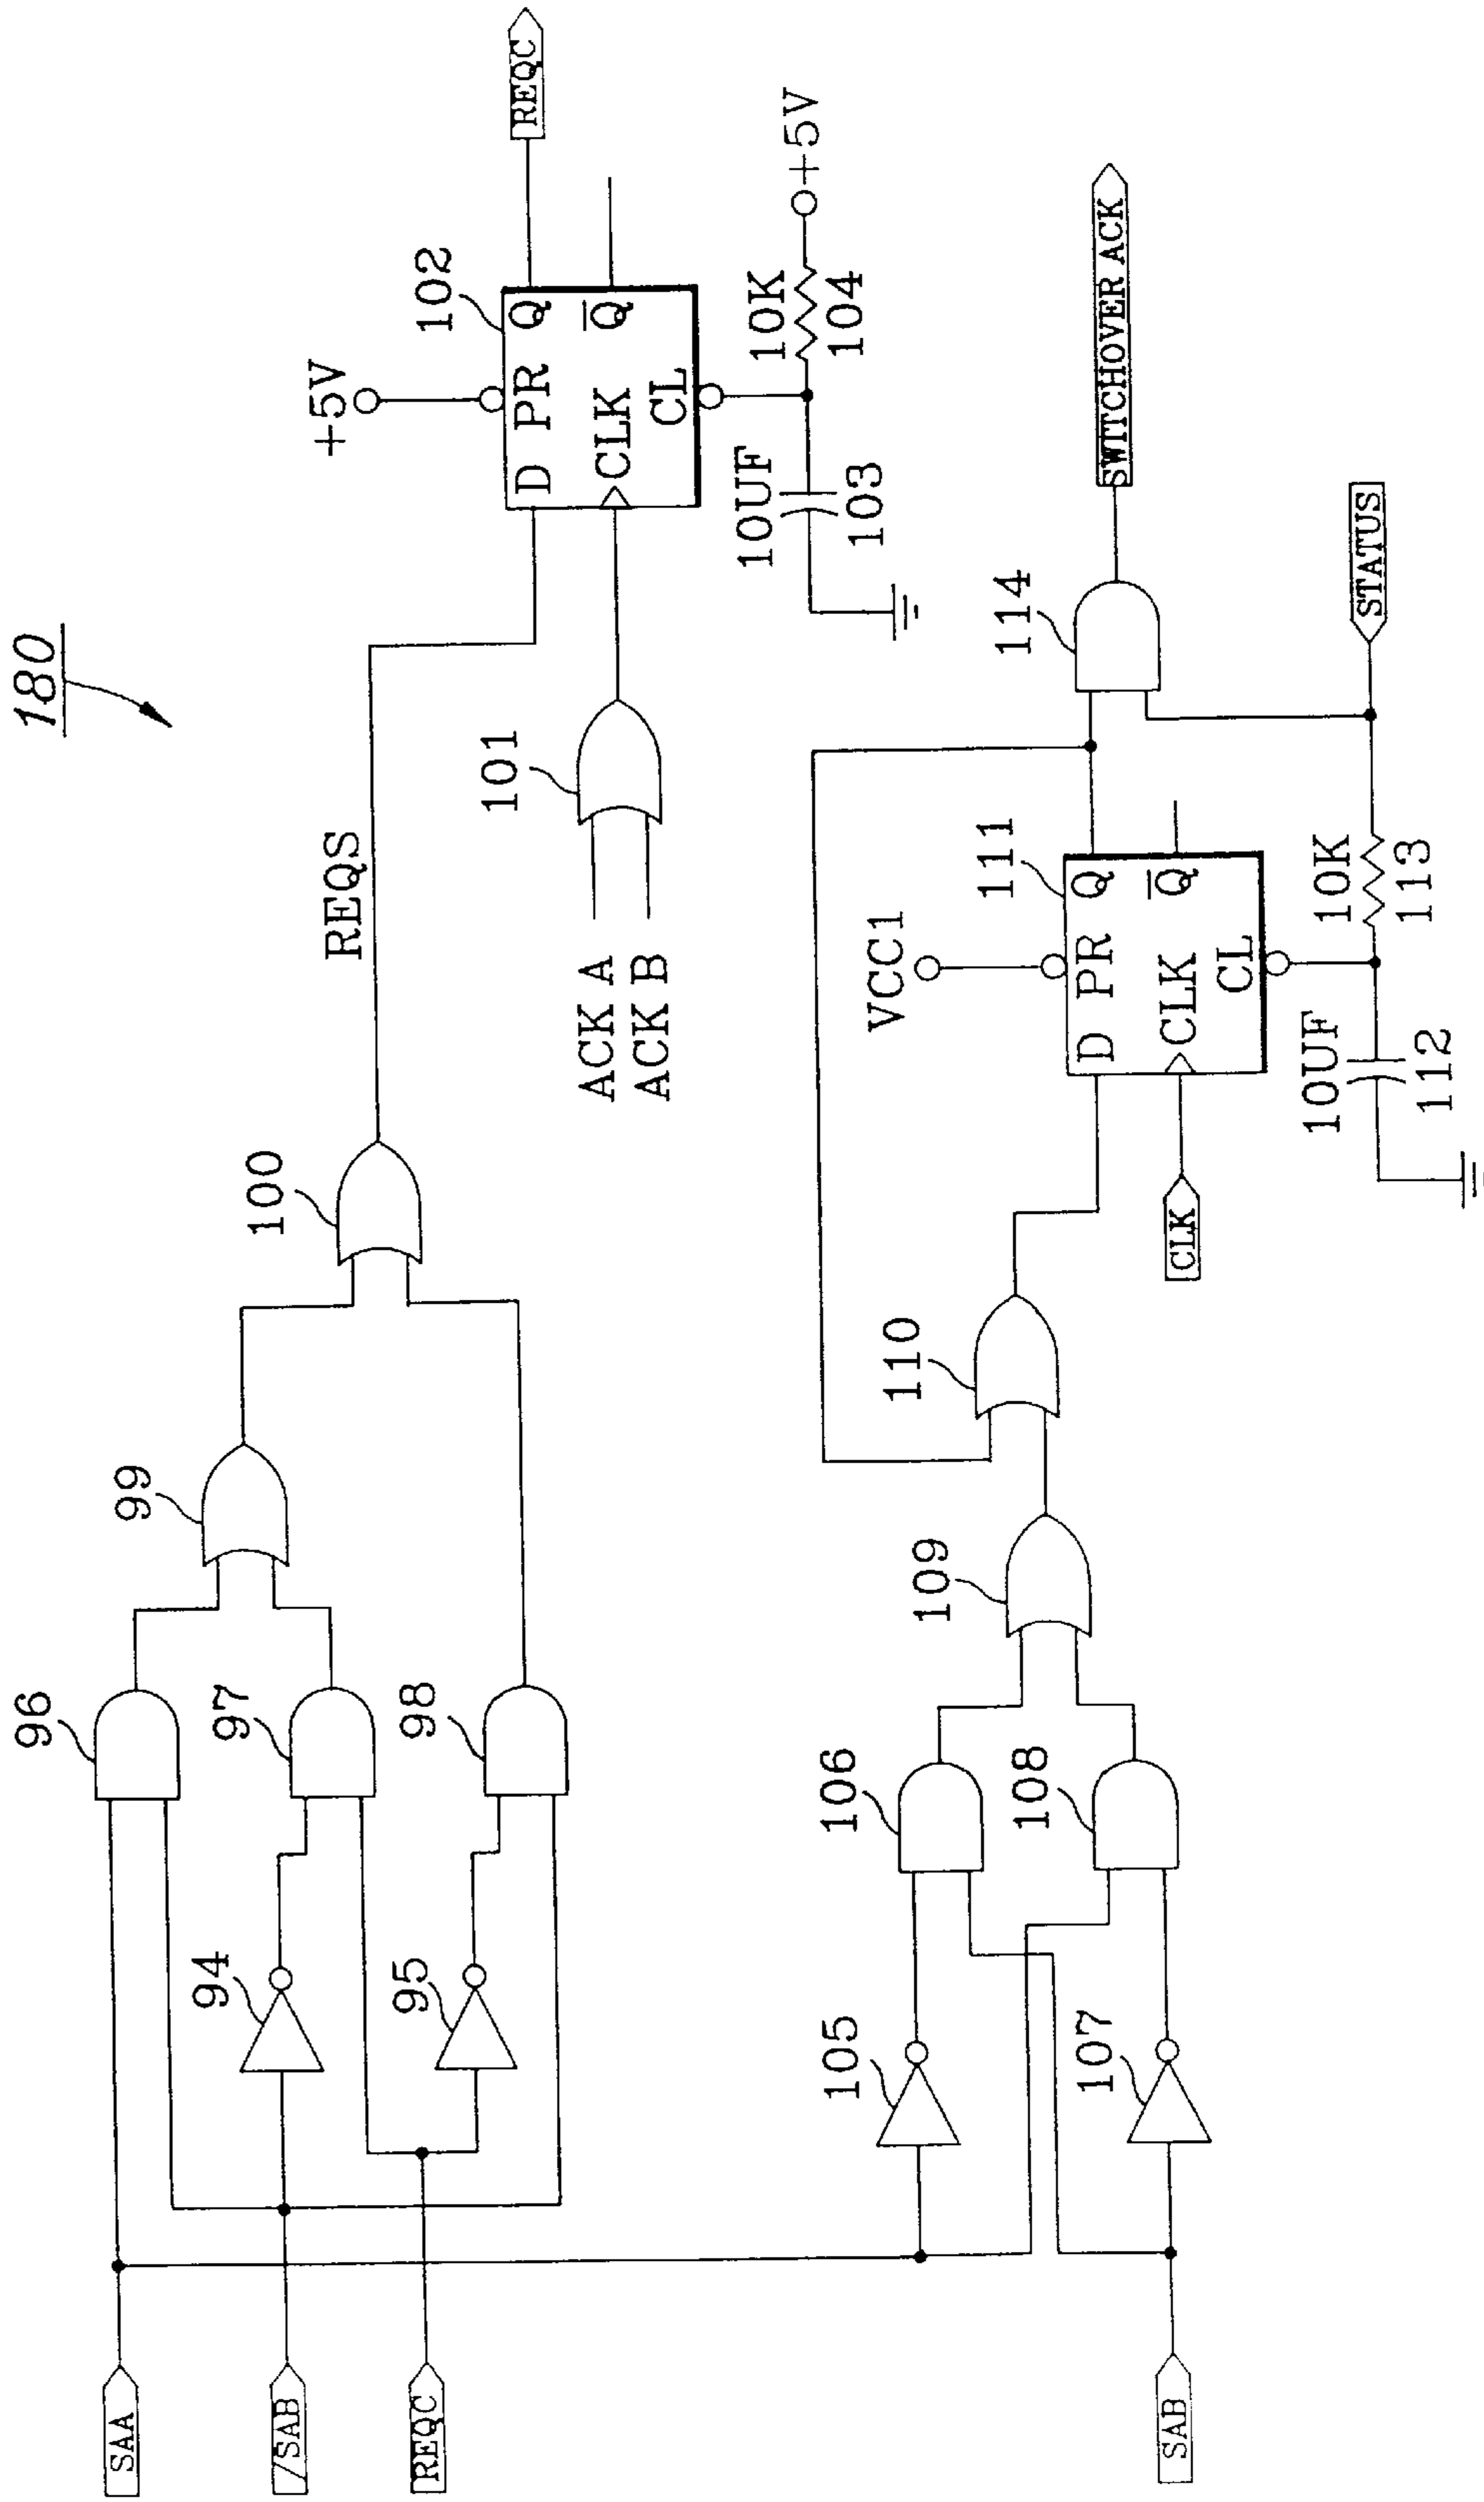 180
96
99
100
REQS
97
94
98
95
+5V
102
REQC
D PR Q
CLK Q
CL
101
ACK A
ACK B
10UF
103
10K
104
+5V
SAA
/SAB
REQC
105
106
107
108
109
110
VCC1
111
D PR Q
CLK Q
CL
CLK
10UF
112
10K
113
114
SWITCHOVER ACK
STATUS
SAB